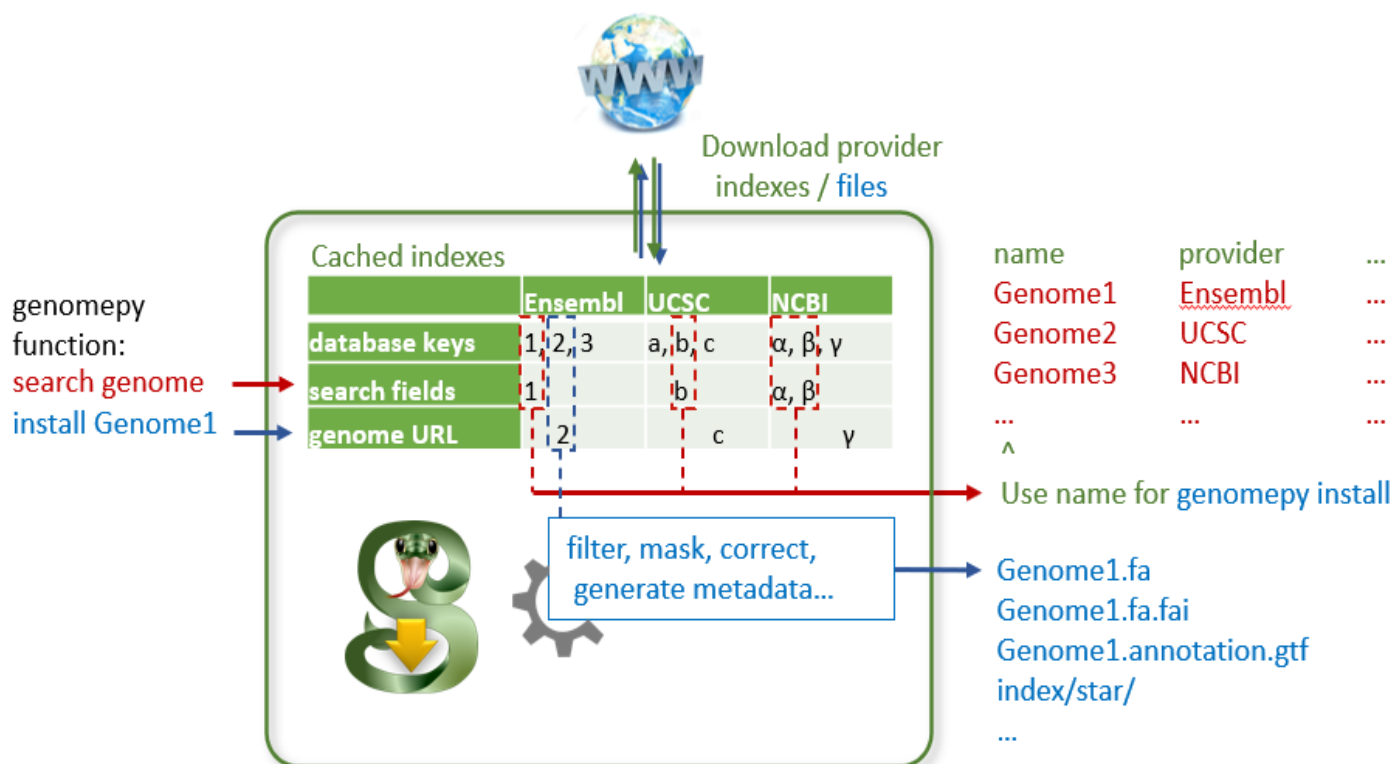 WWW
Download provider
indexes / files
Cached indexes
Ensembl UCSC NCBI
database keys 1, 2, 3 a, b, c α, β, γ
search fields 1 b α, β
genome URL 2 c γ
genomepy
function:
search genome
install Genome1
name provider ...
Genome1 Ensembl ...
Genome2 UCSC ...
Genome3 NCBI ...
... ... ...
^
Use name for genomepy install
filter, mask, correct,
generate metadata...
Genome1.fa
Genome1.fa.fai
Genome1.annotation.gtf
index/star/
...